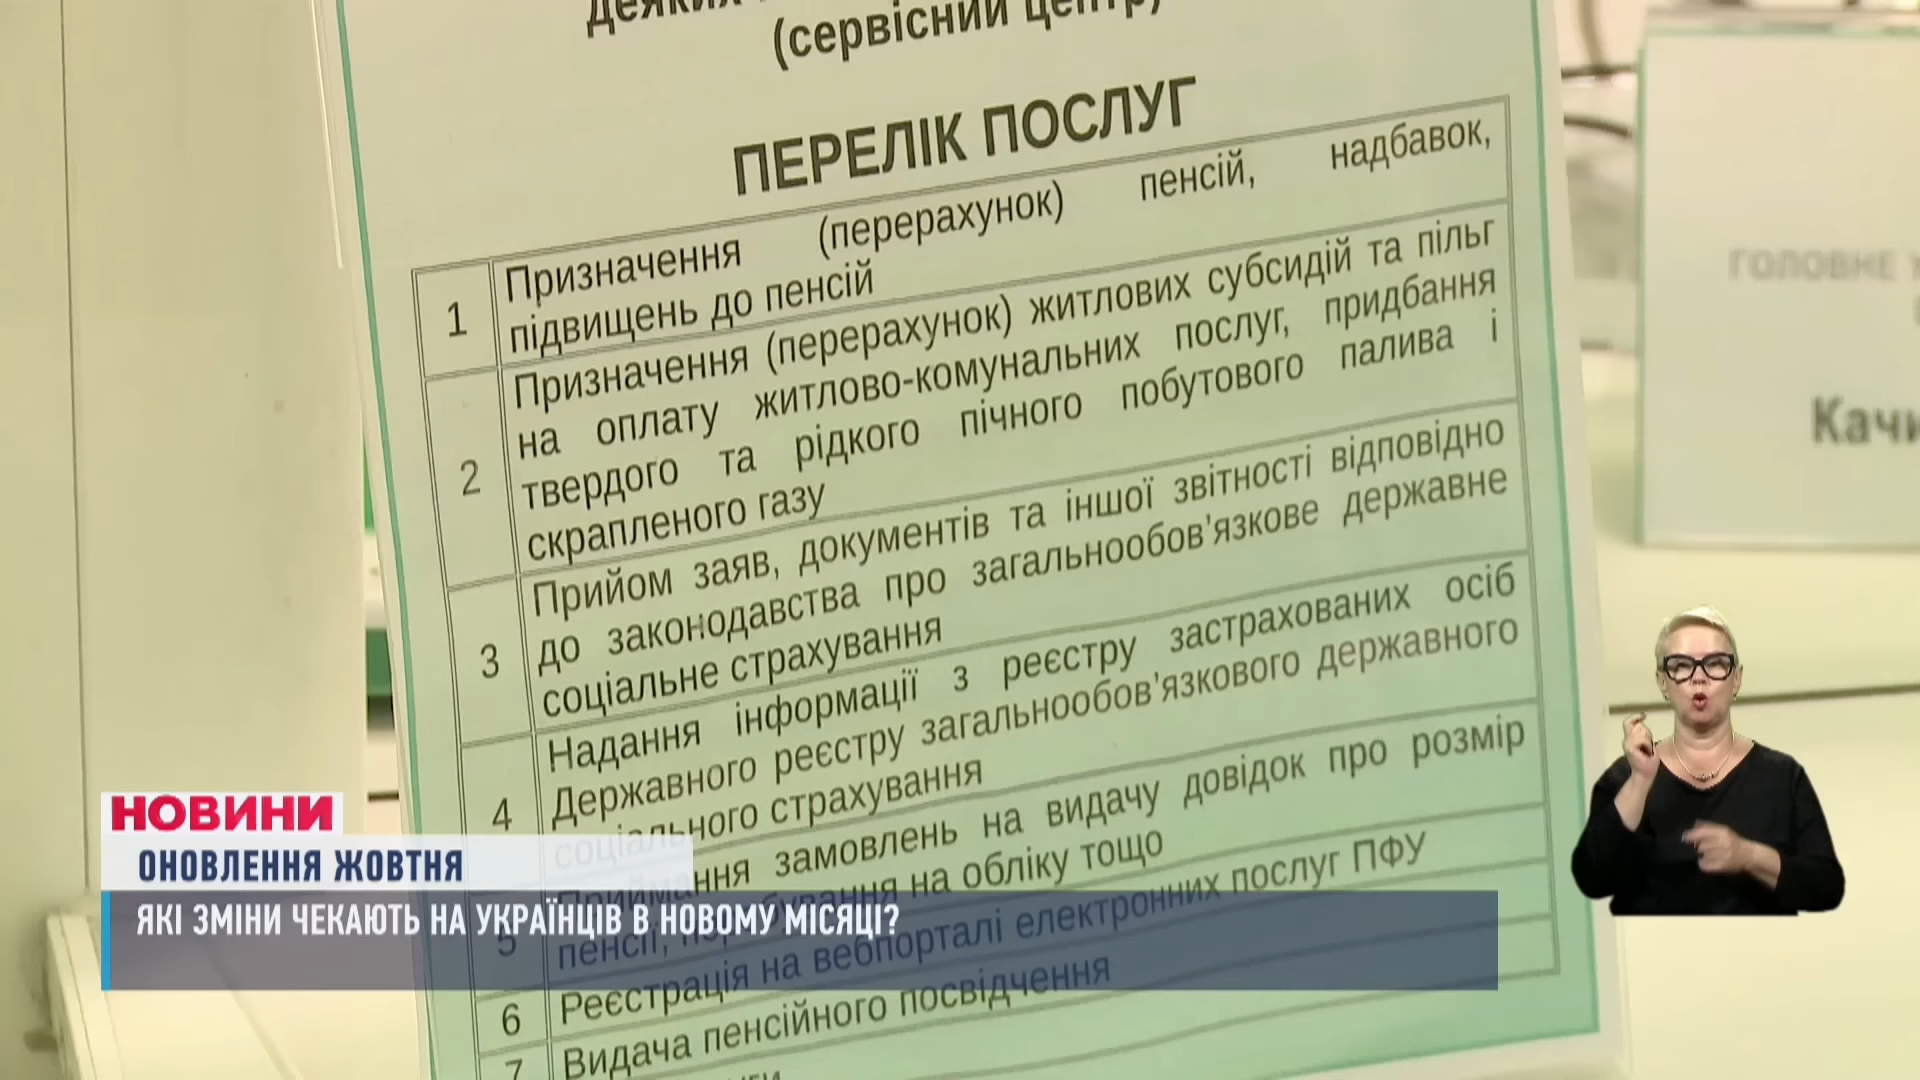 (сервісний центр)
ПЕРЕЛІК ПОСЛУГ
1 Призначення (перерахунок) пенсій, надбавок,
підвищень до пенсій
2 Призначення (перерахунок) житлових субсидій та пільг
на оплату житлово-комунальних послуг, придбання
твердого та рідкого пічного побутового палива і
скрапленого газу
3 Прийом заяв, документів та іншої звітності відповідно
до законодавства про загальнообов’язкове державне
соціальне страхування
4 Надання інформації з реєстру застрахованих осіб
Державного реєстру загальнообов’язкового державного
соціального страхування
5 Приймання замовлень на видачу довідок про розмір
пенсії, перебування на обліку тощо
6 Реєстрація на вебпорталі електронних послуг ПФУ
7 Видача пенсійного посвідчення
ГОЛОВНЕ
НОВИНИ
ОНОВЛЕННЯ ЖОВТНЯ
ЯКІ ЗМІНИ ЧЕКАЮТЬ НА УКРАЇНЦІВ В НОВОМУ МІСЯЦІ?